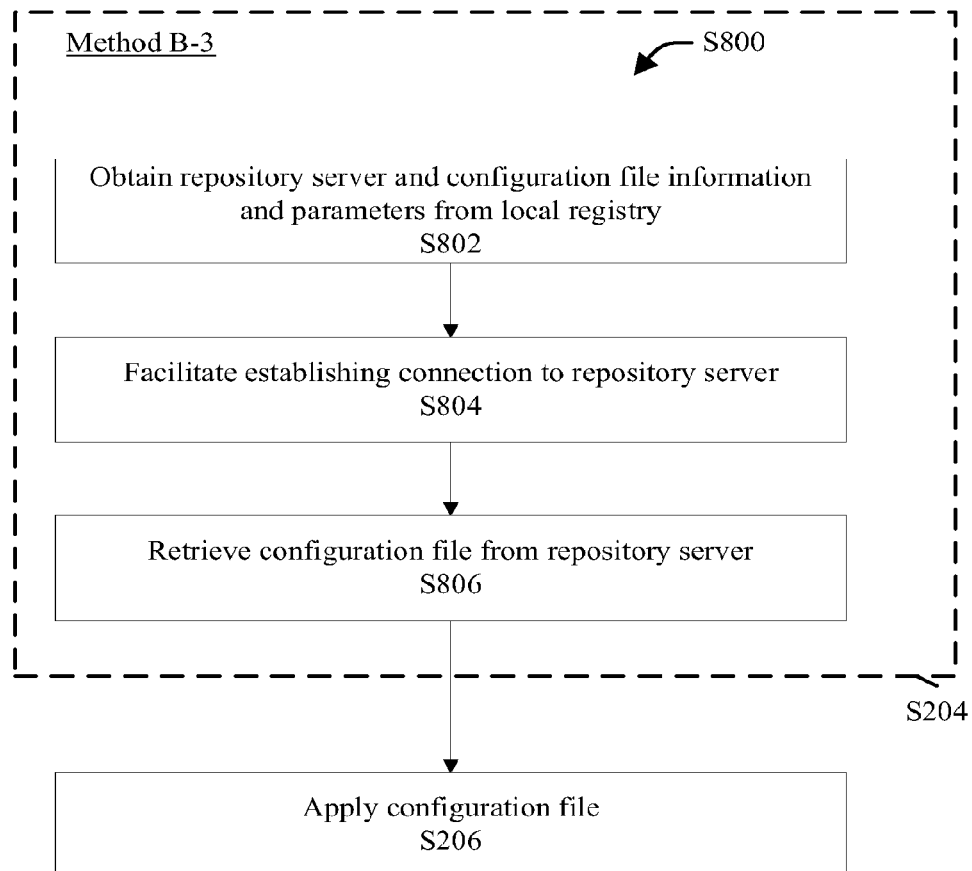 Method B-3
S800
Obtain repository server and configuration file information
and parameters from local registry
S802
Facilitate establishing connection to repository server
S804
Retrieve configuration file from repository server
S806
S204
Apply configuration file
S206